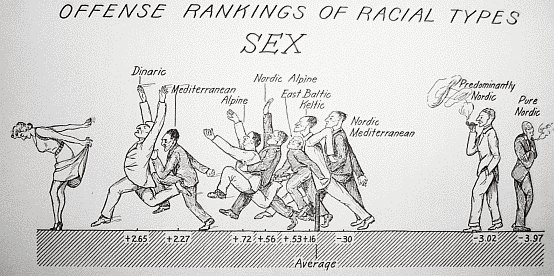 OFFENSE RANKINGS OF RACIAL TYPES
SEX
Dinaric
Mediterranean
Alpine
Nordic Alpine
East Baltic
Keltic
Nordic
Mediterranean
Predominantly
Nordic
Pure
Nordic
+2.65 +2.27 +.72 +.56 +.53 +.16 -.30 -3.02 -3.97
Average